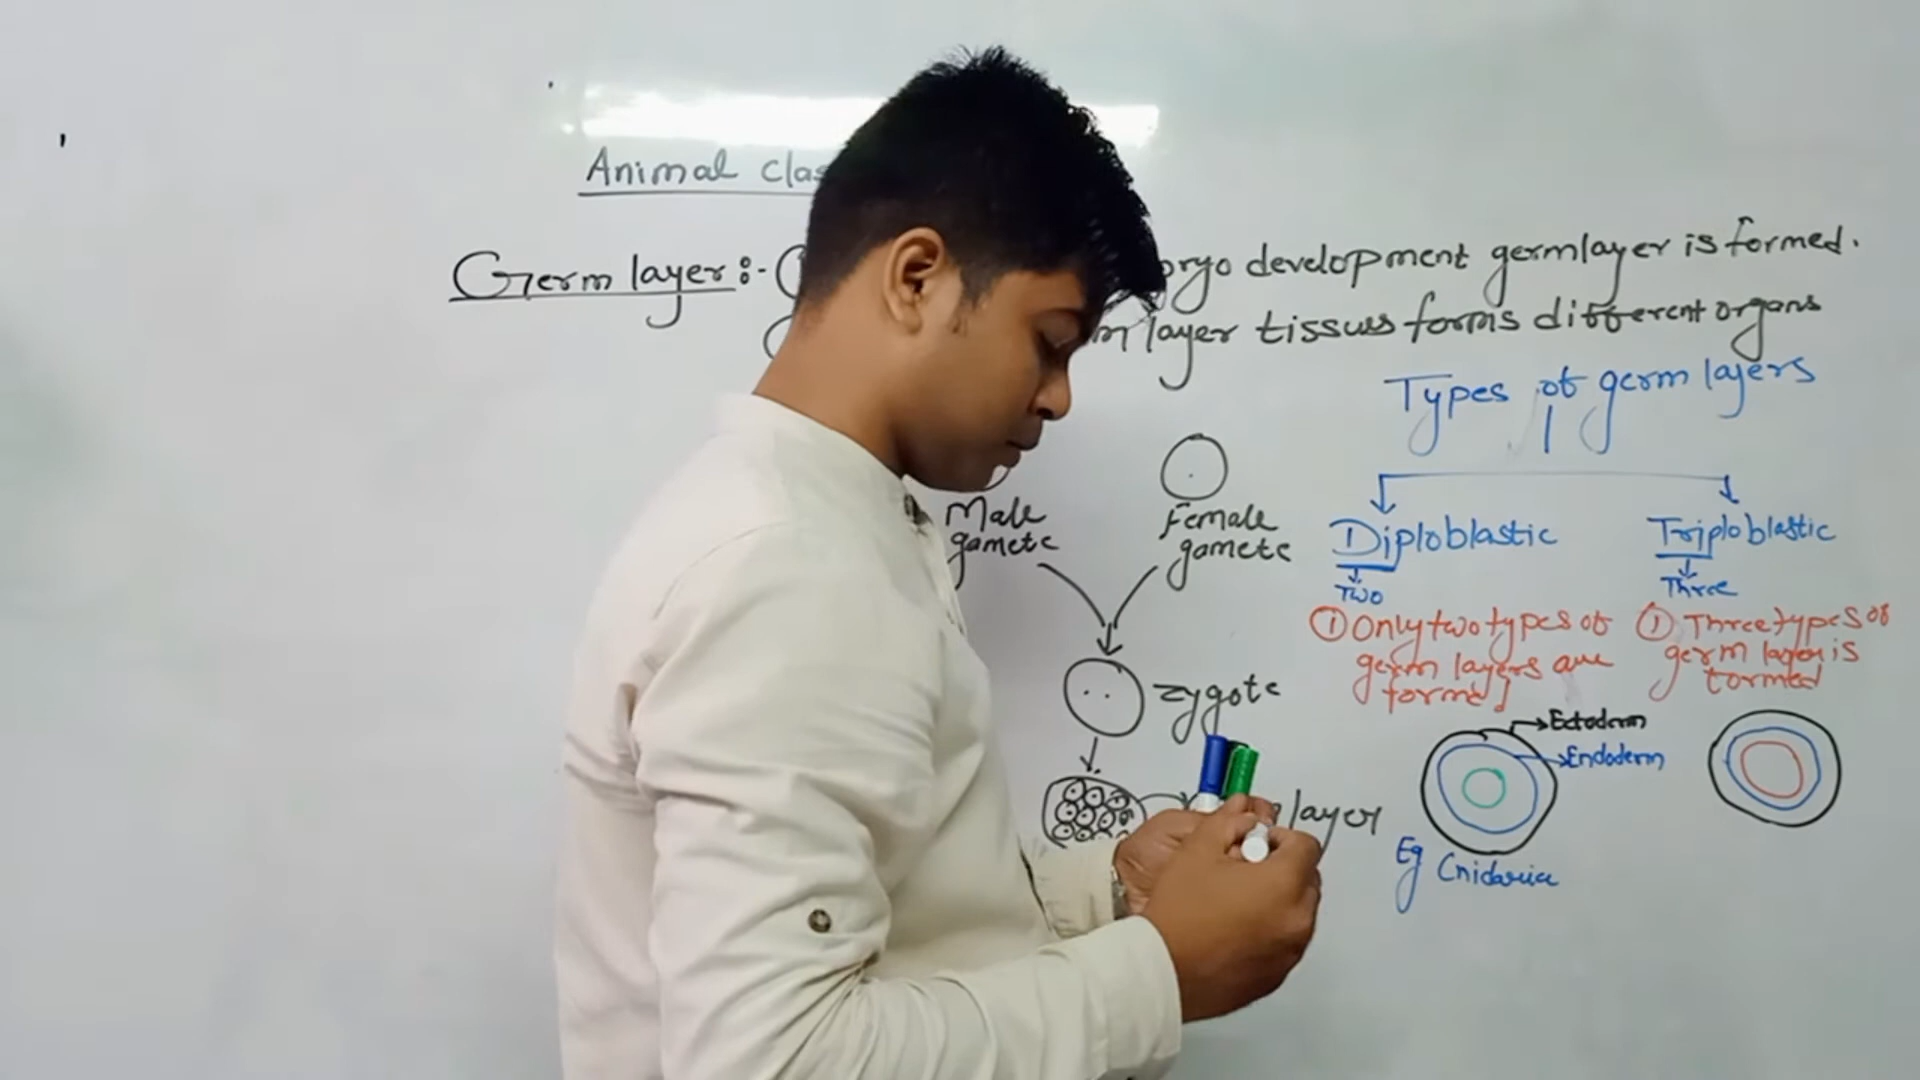 Animal Clas
Germ layer :-
bryo development germlayer is formed.
m layer tissues forms different organs
Types of germ layers
Male
gamete
Female
gamete
Diploblastic
Two
Triploblastic
Three
① Only two types of
germ layers are
formed
① Three types of
germ layer is
formed
zygote
layer
Ectoderm
Endoderm
Eg Cnidaria